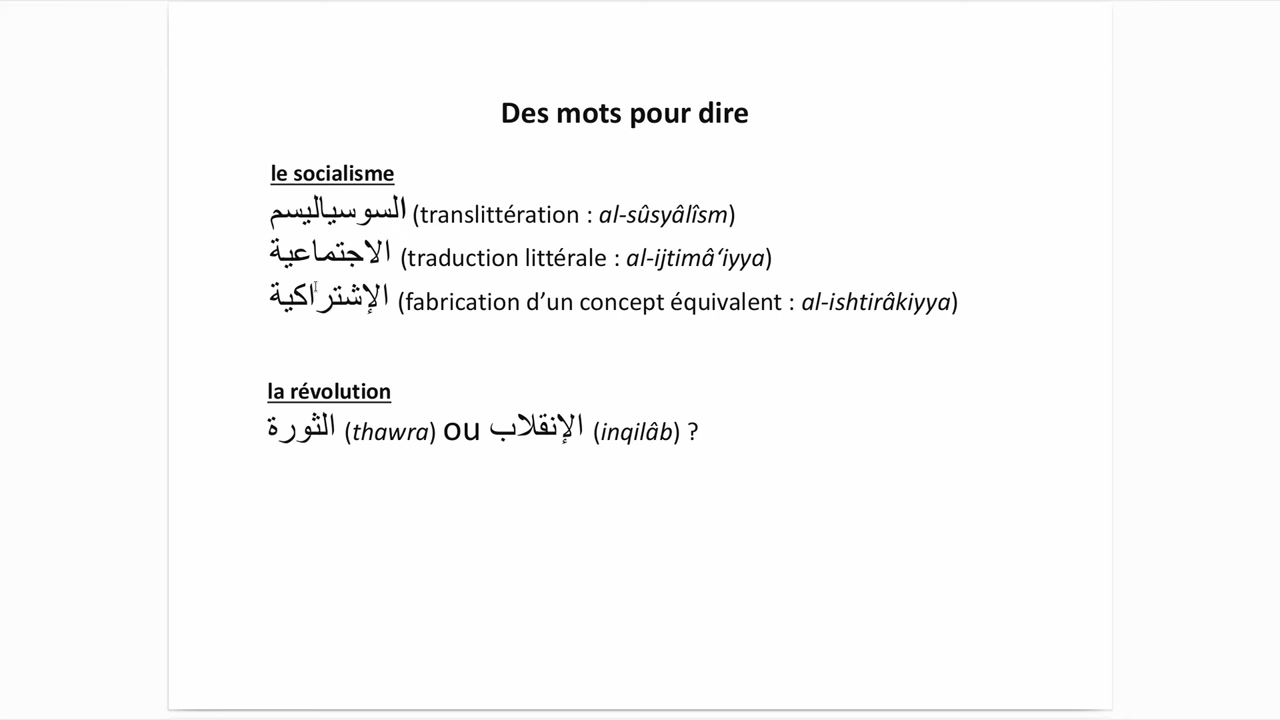 Des mots pour dire
le socialisme
السوسياليسم (translittération : al-sûsyâlîsm)
الاجتماعية (traduction littérale : al-ijtimâ‘iyya)
الإشتراكية (fabrication d’un concept équivalent : al-ishtirâkiyya)
la révolution
الثورة (thawra) ou الإنقلاب (inqilâb) ?